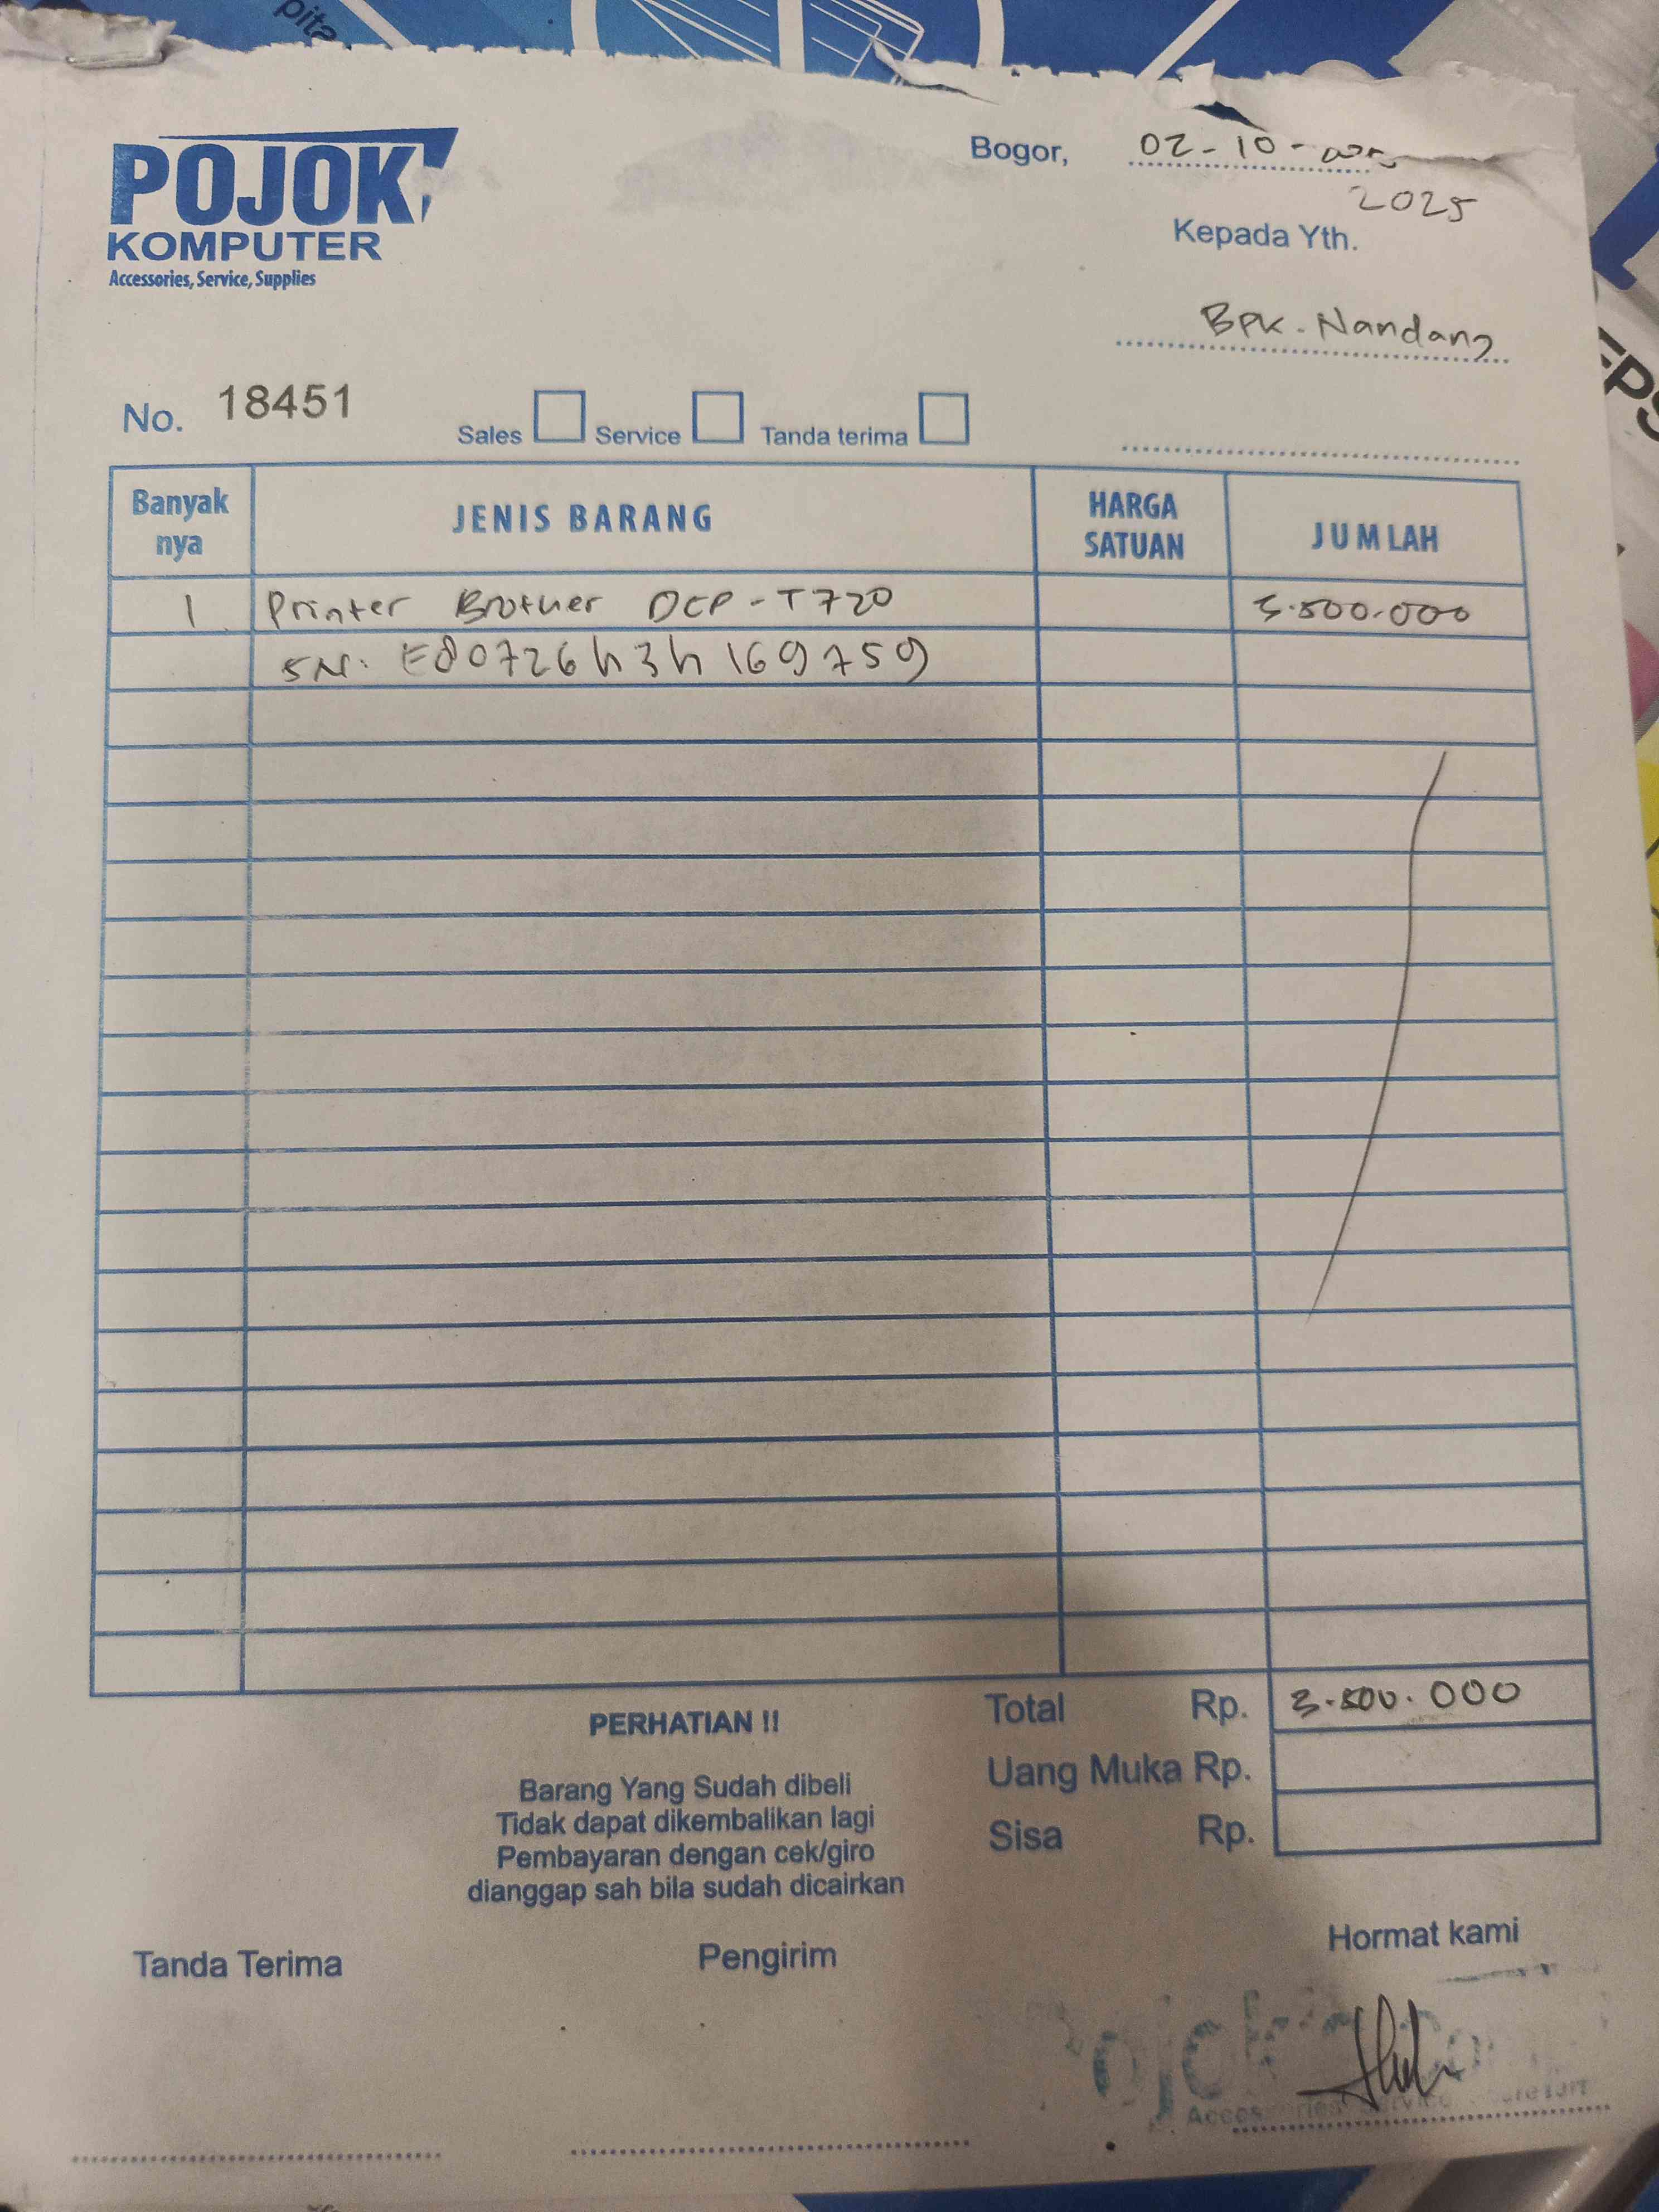 pita
POJOK
KOMPUTER
Accessories, Service, Supplies
Bogor, 02-10-
2025
Kepada Yth.
Bpk. Nandang
No. 18451
Sales Service Tanda terima
Banyak nya JENIS BARANG HARGA SATUAN JUMLAH
1 Printer Brother DCP-T720 3.500.000
SN. E80726h3h169759
Total Rp. 3.500.000
Uang Muka Rp.
Sisa Rp.
PERHATIAN !!
Barang Yang Sudah dibeli
Tidak dapat dikembalikan lagi
Pembayaran dengan cek/giro
dianggap sah bila sudah dicairkan
Tanda Terima Pengirim Hormat kami